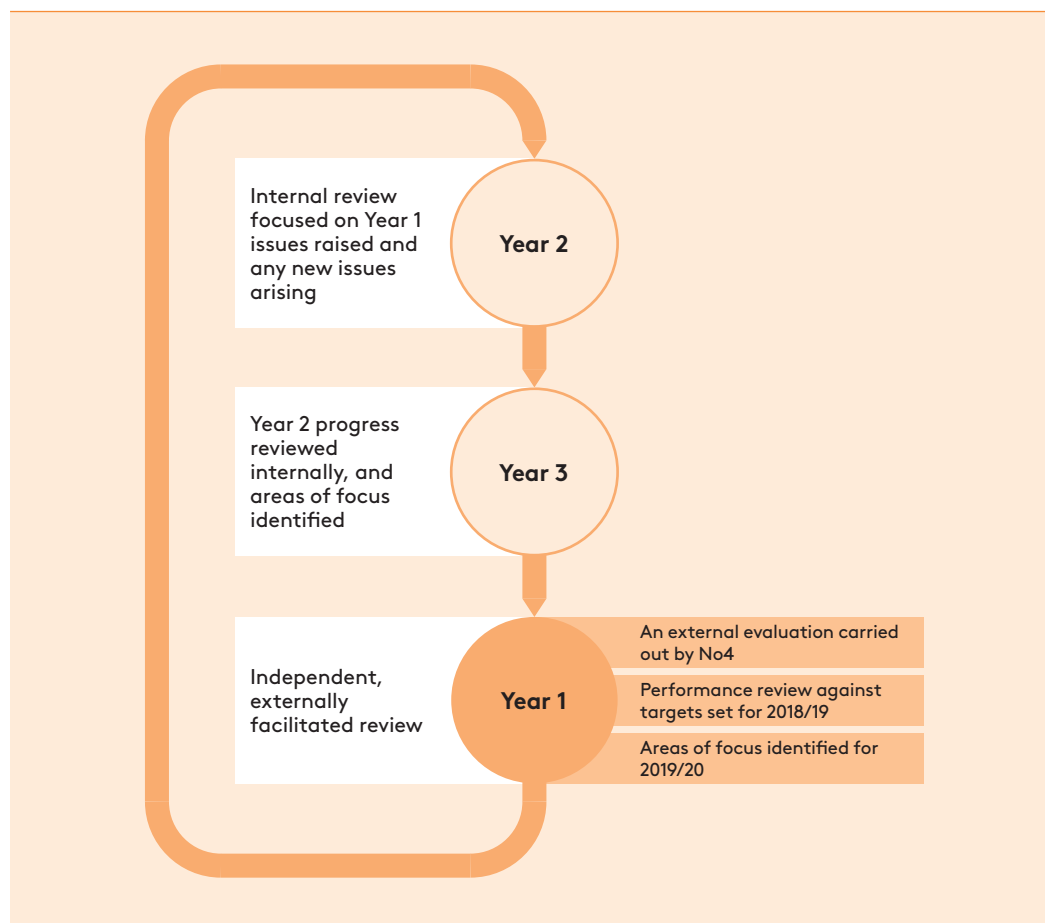 Internal review
focused on Year 1
issues raised and
any new issues
arising
Year 2
Year 2 progress
reviewed
internally, and
areas of focus
identified
Year 3
Independent,
externally
facilitated review
Year 1
An external evaluation carried
out by No4
Performance review against
targets set for 2018/19
Areas of focus identified for
2019/20